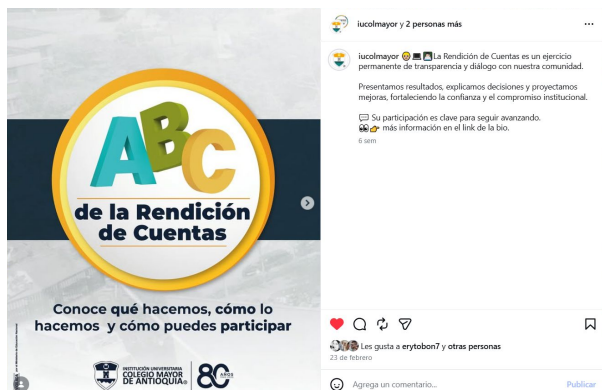 ABC
de la Rendición
de Cuentas
Conoce qué hacemos, cómo lo
hacemos y cómo puedes participar
INSTITUCIÓN UNIVERSITARIA
COLEGIO MAYOR
DE ANTIOQUIA®
80 AÑOS
iucolmayor y 2 personas más
iucolmayor La Rendición de Cuentas es un ejercicio
permanente de transparencia y diálogo con nuestra comunidad.
Presentamos resultados, explicamos decisiones y proyectamos
mejoras, fortaleciendo la confianza y el compromiso institucional.
💬 Su participación es clave para seguir avanzando.
👀👉 más información en el link de la bio.
6 sem
Les gusta a erytobon7 y otras personas
23 de febrero
Agrega un comentario...
Publicar